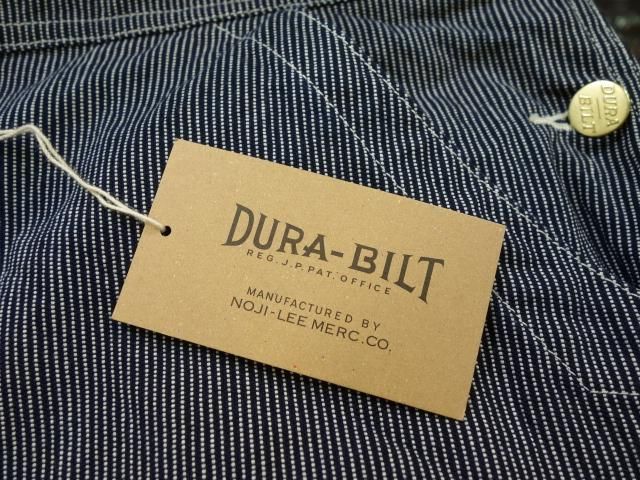 DURA-BILT
REG. J.P. PAT. OFFICE
MANUFACTURED BY
NOJI-LEE MERC.CO.
DURA
BILT